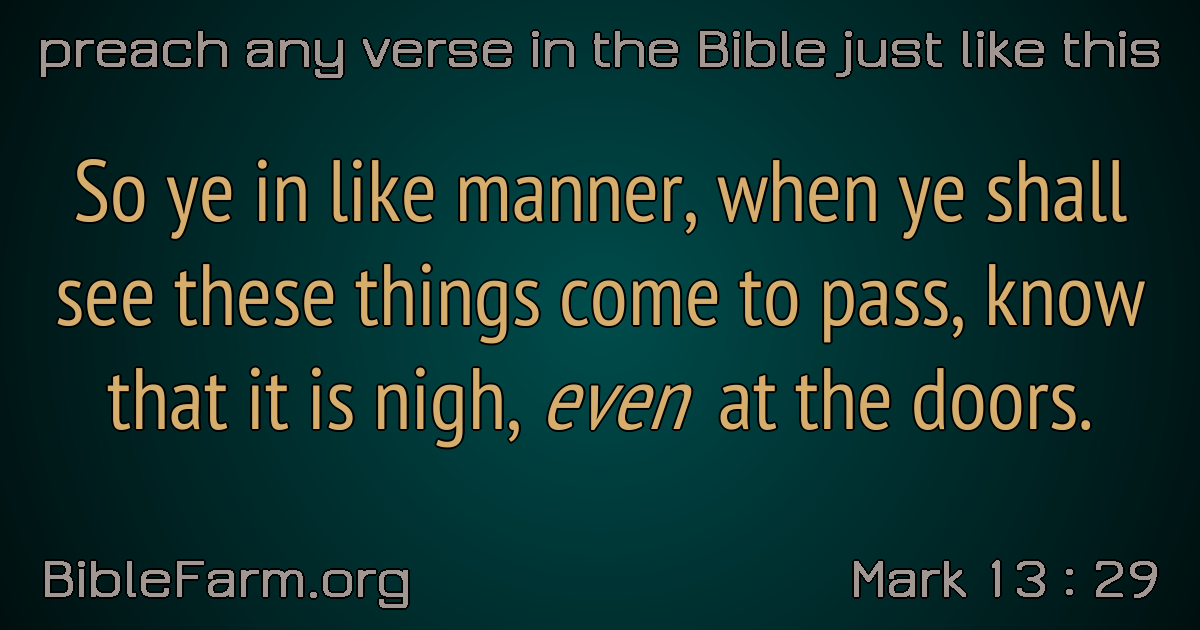 preach any verse in the Bible just like this
So ye in like manner, when ye shall
see these things come to pass, know
that it is nigh, even at the doors.
BibleFarm.org
Mark 13 : 29